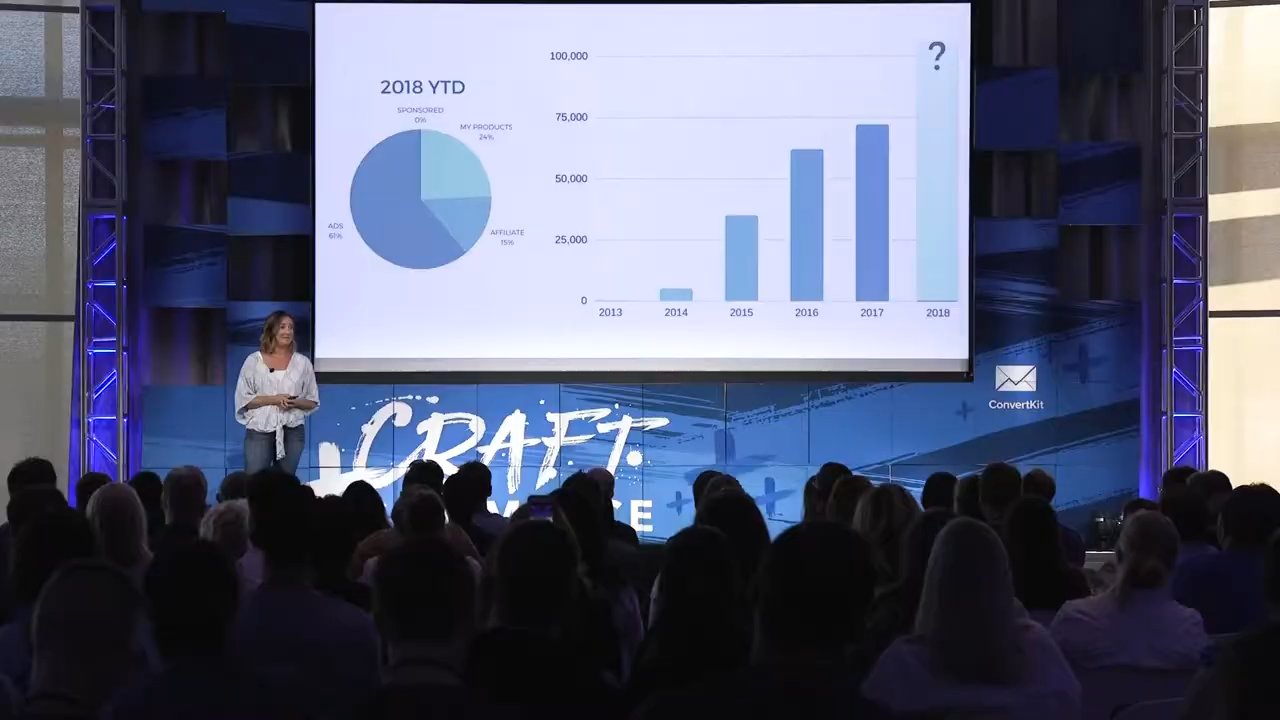 2018 YTD
SPONSORED
0%
MY PRODUCTS
24%
ADS
61%
AFFILIATE
15%
100,000
75,000
50,000
25,000
0
2013
2014
2015
2016
2017
2018
?
ConvertKit
CRAFT